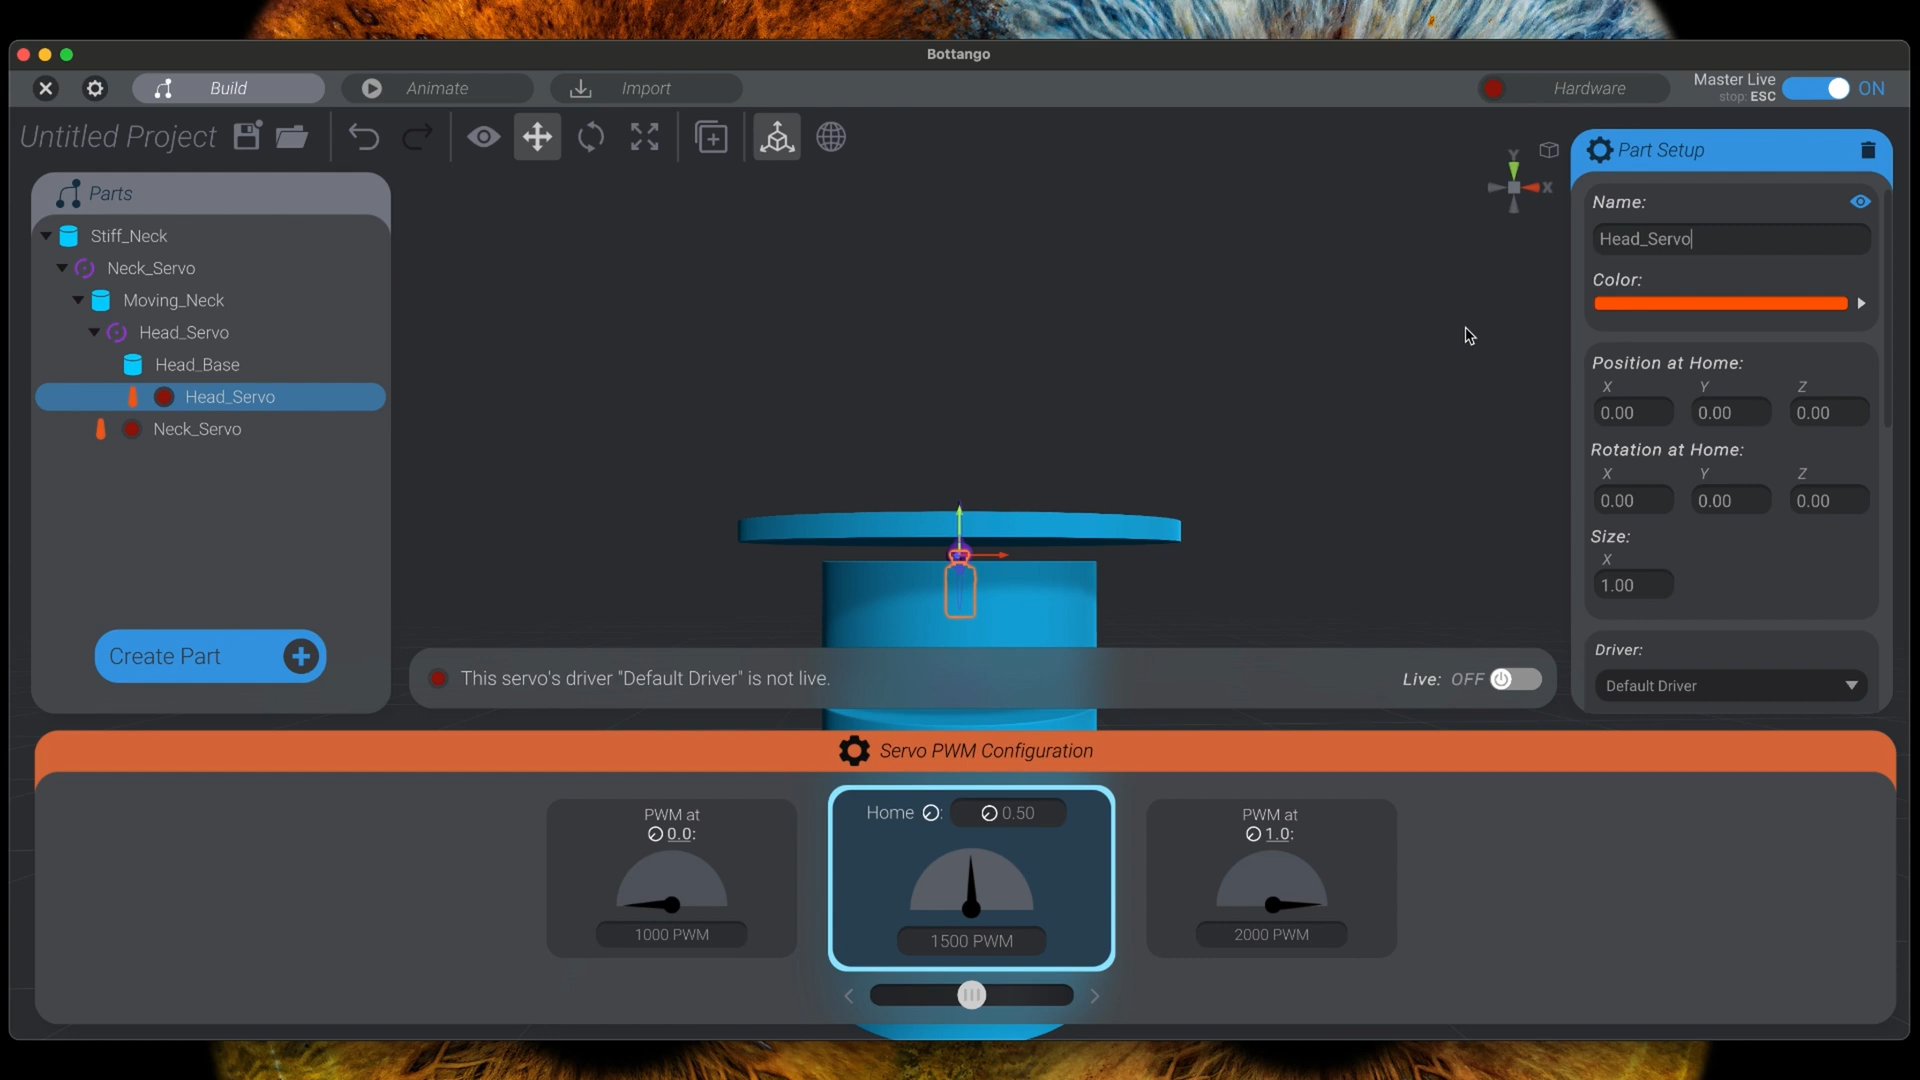 Bottango
Build
Animate
Import
Hardware
Master Live
stop: ESC
ON
Untitled Project
Y
X
Parts
Stiff_Neck
Neck_Servo
Moving_Neck
Head_Servo
Head_Base
Head_Servo
Neck_Servo
Create Part
This servo's driver "Default Driver" is not live.
Live: OFF
Part Setup
Name:
Head_Servo
Color:
Position at Home:
X Y Z
0.00 0.00 0.00
Rotation at Home:
X Y Z
0.00 0.00 0.00
Size:
X
1.00
Driver:
Default Driver
Servo PWM Configuration
PWM at
0.0:
1000 PWM
Home : 0.50
1500 PWM
PWM at
1.0:
2000 PWM